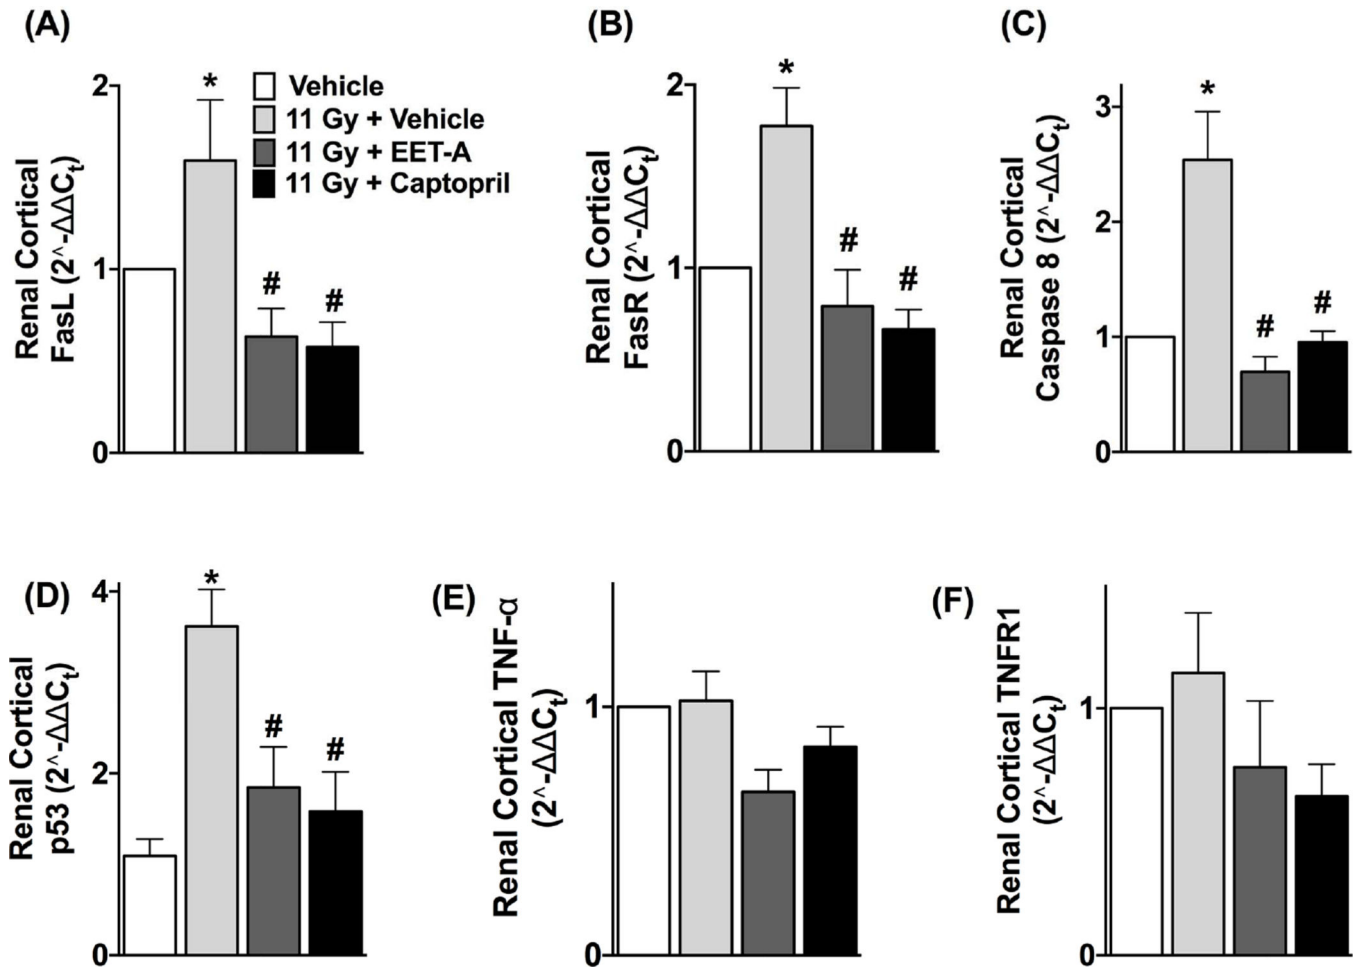 (A)
Renal Cortical
FasL (2^-ΔΔCt)
2
1
0
*
#
#
Vehicle
11 Gy + Vehicle
11 Gy + EET-A
11 Gy + Captopril
(B)
Renal Cortical
FasR (2^-ΔΔCt)
2
1
0
*
#
#
(C)
Renal Cortical
Caspase 8 (2^-ΔΔCt)
3
2
1
0
*
#
#
(D)
Renal Cortical
p53 (2^-ΔΔCt)
4
2
0
*
#
#
(E)
Renal Cortical TNF-α
(2^-ΔΔCt)
1
0
(F)
Renal Cortical TNFR1
(2^-ΔΔCt)
1
0